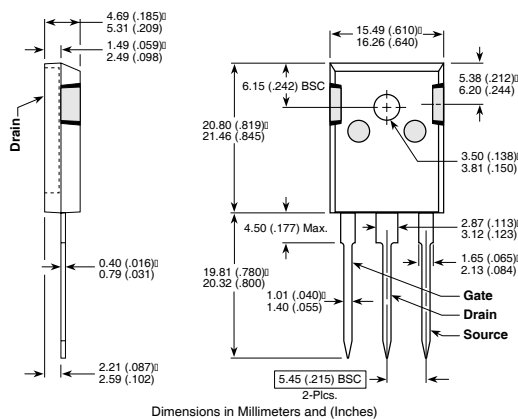 4.69 (.185)
5.31 (.209)
1.49 (.059)
2.49 (.098)
15.49 (.610)
16.26 (.640)
6.15 (.242) BSC
5.38 (.212)
6.20 (.244)
Drain
20.80 (.819)
21.46 (.845)
3.50 (.138)
3.81 (.150)
4.50 (.177) Max.
2.87 (.113)
3.12 (.123)
0.40 (.016)
0.79 (.031)
19.81 (.780)
20.32 (.800)
1.01 (.040)
1.40 (.055)
1.65 (.065)
2.13 (.084)
Gate
Drain
Source
2.21 (.087)
2.59 (.102)
5.45 (.215) BSC
2-Plcs.
Dimensions in Millimeters and (Inches)